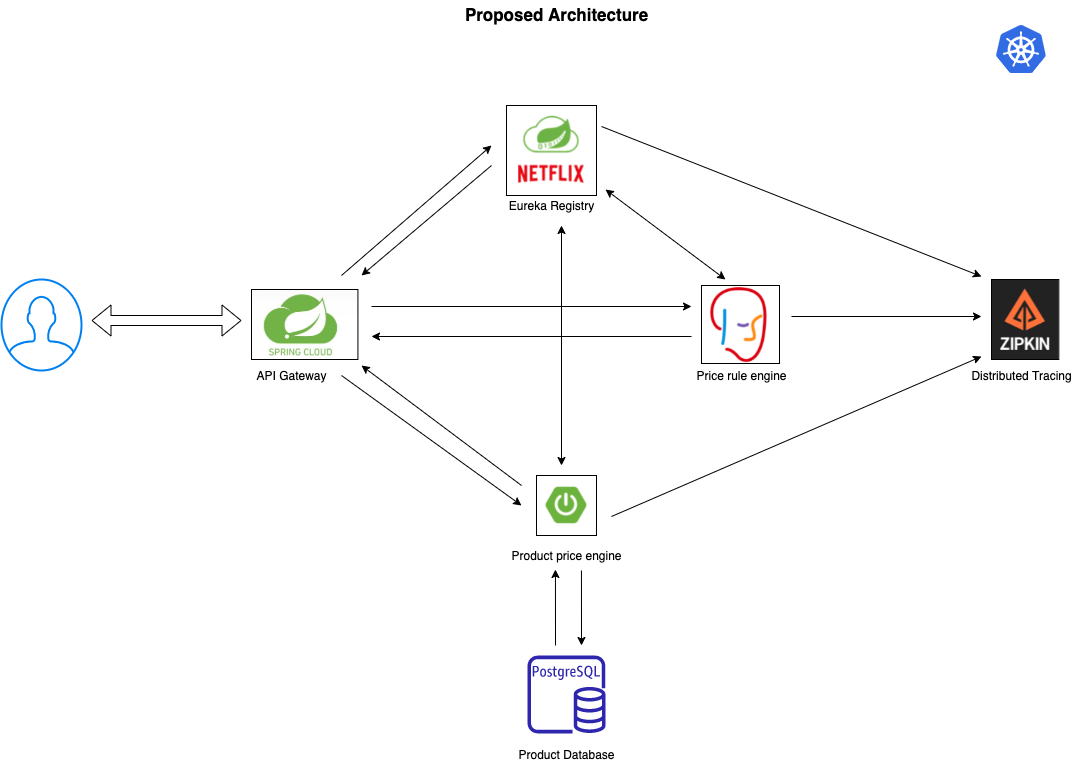 Proposed Architecture
NETFLIX
Eureka Registry
SPRING CLOUD
API Gateway
Price rule engine
ZIPKIN
Distributed Tracing
Product price engine
PostgreSQL
Product Database